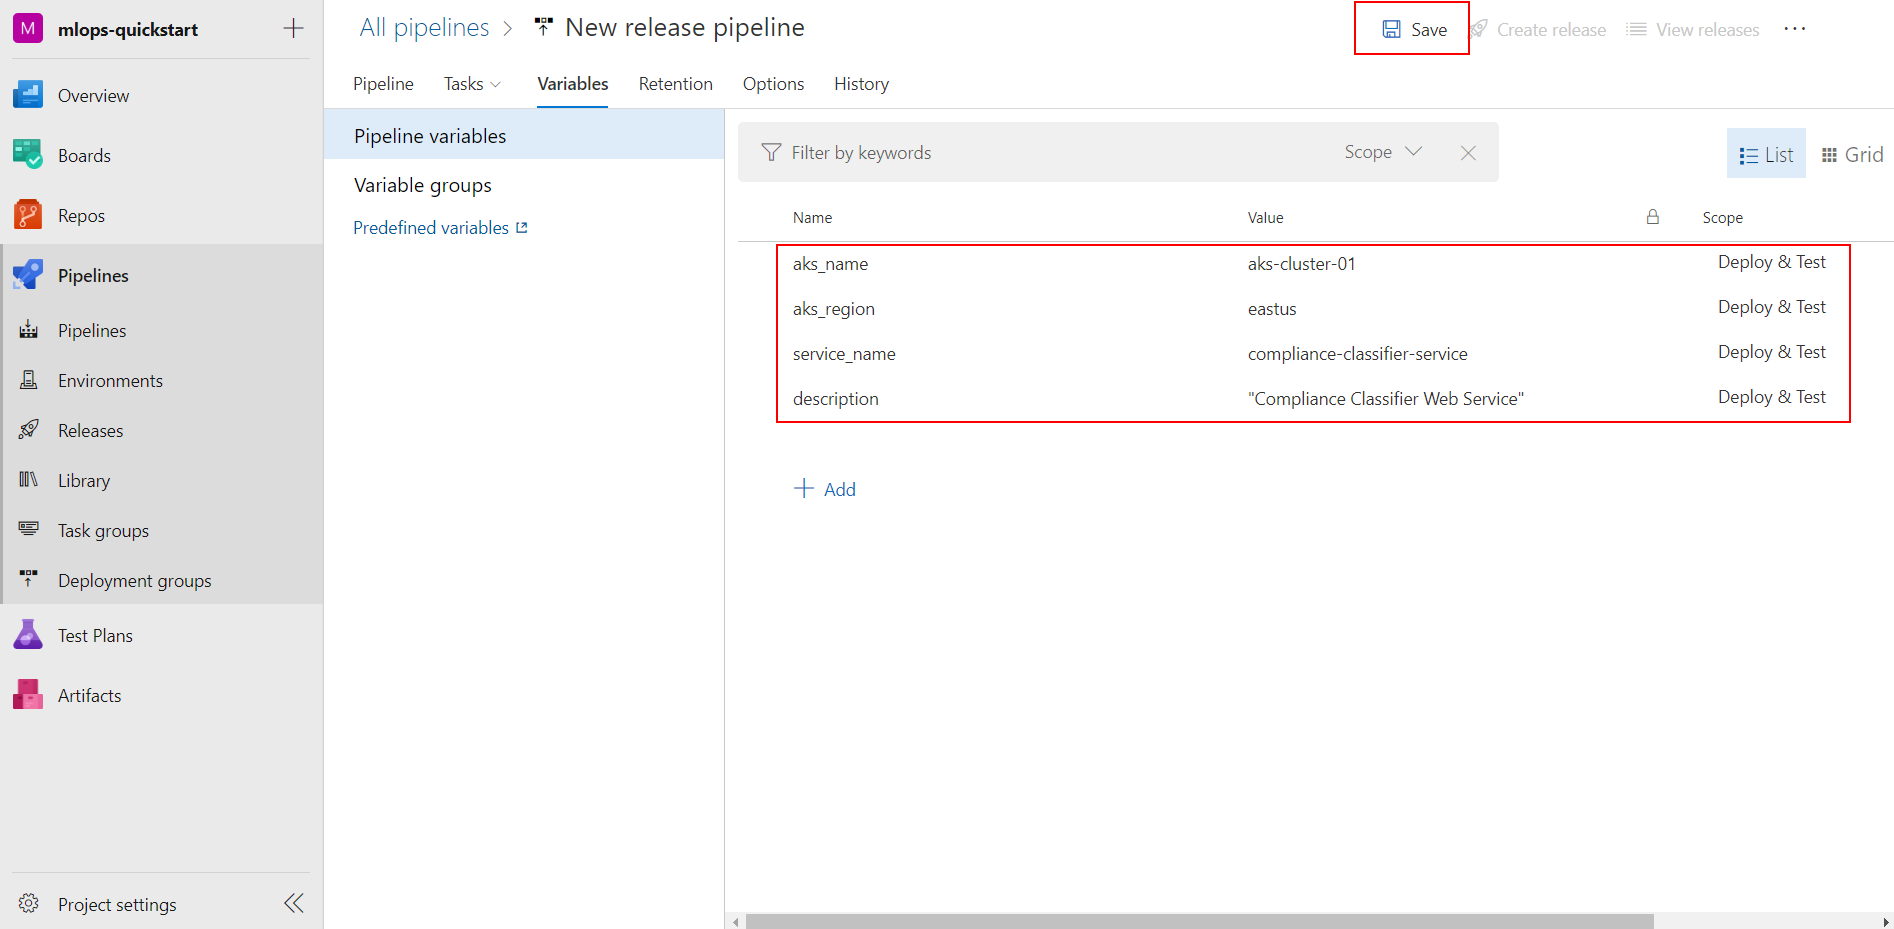 M mlops-quickstart
Overview
Boards
Repos
Pipelines
Pipelines
Environments
Releases
Library
Task groups
Deployment groups
Test Plans
Artifacts
Project settings
All pipelines > New release pipeline
Save Create release View releases ...
Pipeline Tasks Variables Retention Options History
Pipeline variables
Variable groups
Predefined variables
Filter by keywords Scope
List Grid
Name Value Scope
aks_name aks-cluster-01 Deploy & Test
aks_region eastus Deploy & Test
service_name compliance-classifier-service Deploy & Test
description "Compliance Classifier Web Service" Deploy & Test
+ Add